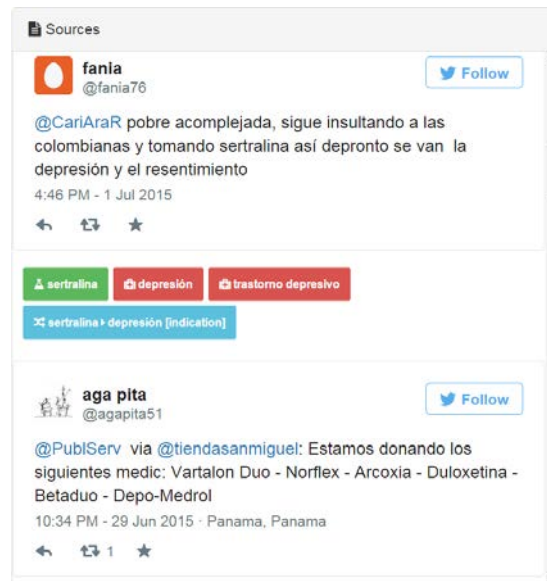 Sources
fania
@fania76
Follow
@CariAraR pobre acomplejada, sigue insultando a las
colombianas y tomando sertralina así depronto se van  la
depresión y el resentimiento
4:46 PM - 1 Jul 2015
sertralina
depresión
trastorno depresivo
sertralina › depresión [indication]
aga pita
@agapita51
Follow
@PublServ  via @tiendasanmiguel: Estamos donando los
siguientes medic: Vartalon Duo - Norflex - Arcoxia - Duloxetina -
Betaduo - Depo-Medrol
10:34 PM - 29 Jun 2015 · Panama, Panama
1